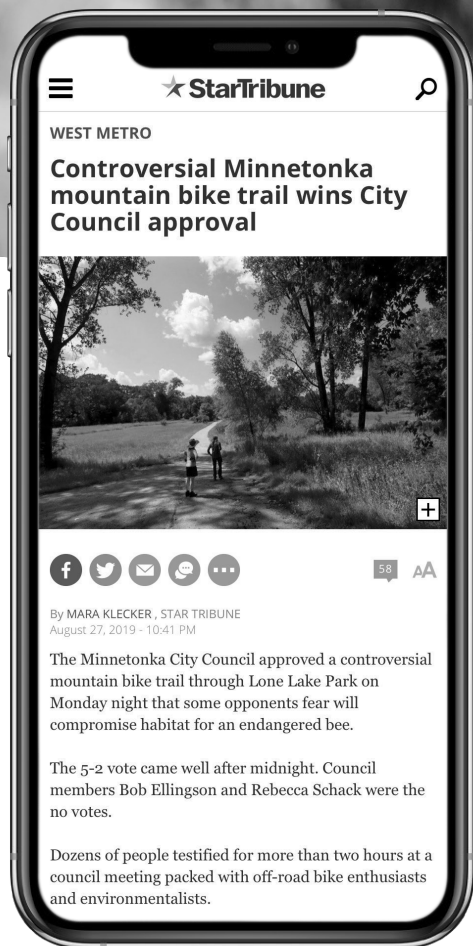 StarTribune
WEST METRO
Controversial Minnetonka
mountain bike trail wins City
Council approval
58 AA
By MARA KLECKER , STAR TRIBUNE
August 27, 2019 - 10:41 PM
The Minnetonka City Council approved a controversial
mountain bike trail through Lone Lake Park on
Monday night that some opponents fear will
compromise habitat for an endangered bee.
The 5-2 vote came well after midnight. Council
members Bob Ellingson and Rebecca Schack were the
no votes.
Dozens of people testified for more than two hours at a
council meeting packed with off-road bike enthusiasts
and environmentalists.